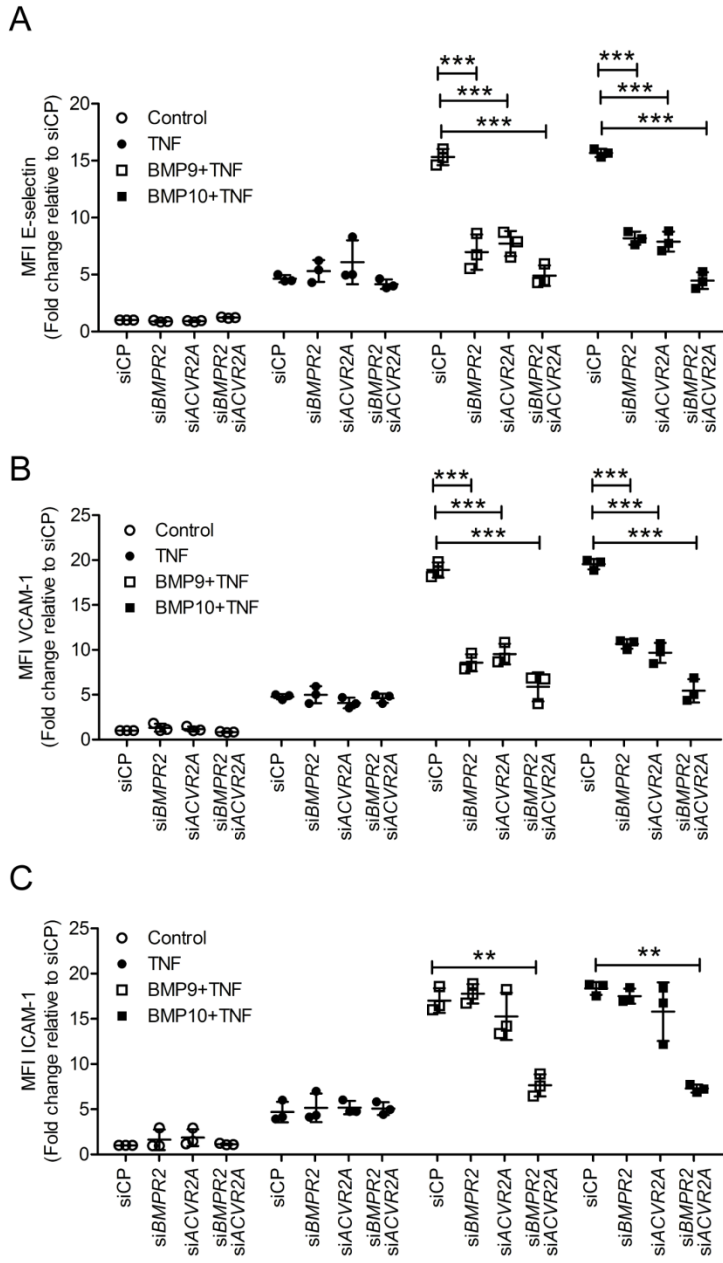 A
***
***
***
***
***
***
MFI E-selectin
(Fold change relative to siCP)
20
15
10
5
0
Control
TNF
BMP9+TNF
BMP10+TNF
siCP
siBMPR2
siACVR2A
siBMPR2
siACVR2A
siCP
siBMPR2
siACVR2A
siBMPR2
siACVR2A
siCP
siBMPR2
siACVR2A
siBMPR2
siACVR2A
siCP
siBMPR2
siACVR2A
siBMPR2
siACVR2A
B
***
***
***
***
***
***
MFI VCAM-1
(Fold change relative to siCP)
25
20
15
10
5
0
Control
TNF
BMP9+TNF
BMP10+TNF
siCP
siBMPR2
siACVR2A
siBMPR2
siACVR2A
siCP
siBMPR2
siACVR2A
siBMPR2
siACVR2A
siCP
siBMPR2
siACVR2A
siBMPR2
siACVR2A
siCP
siBMPR2
siACVR2A
siBMPR2
siACVR2A
C
**
**
MFI ICAM-1
(Fold change relative to siCP)
25
20
15
10
5
0
Control
TNF
BMP9+TNF
BMP10+TNF
siCP
siBMPR2
siACVR2A
siBMPR2
siACVR2A
siCP
siBMPR2
siACVR2A
siBMPR2
siACVR2A
siCP
siBMPR2
siACVR2A
siBMPR2
siACVR2A
siCP
siBMPR2
siACVR2A
siBMPR2
siACVR2A